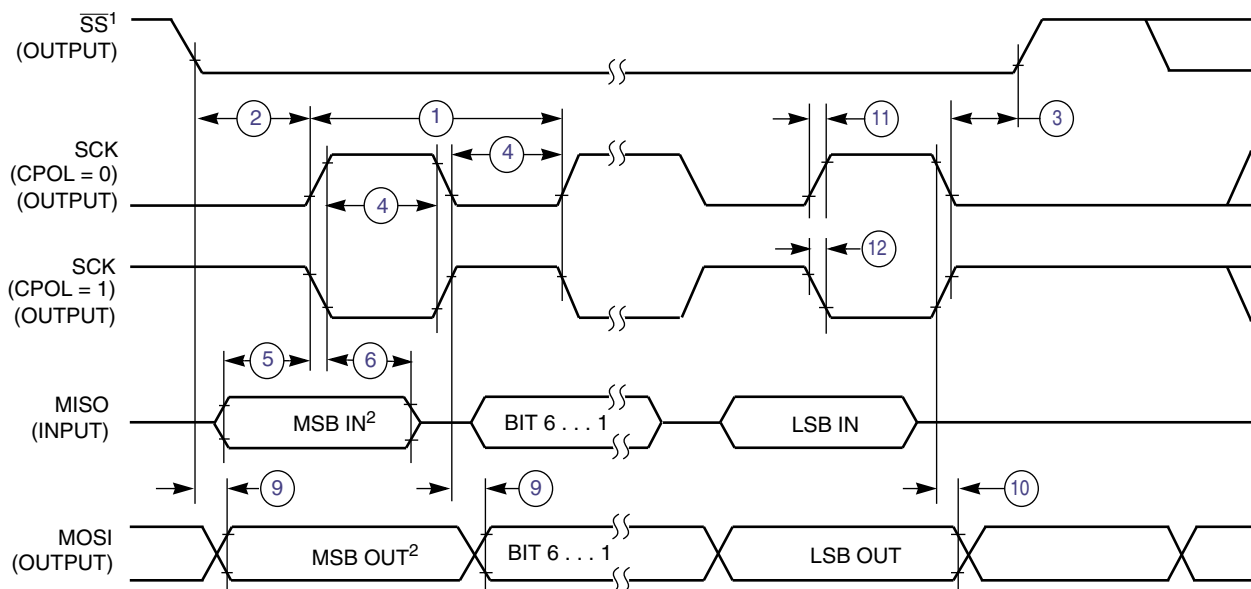 SS¹
(OUTPUT)
2
1
11
3
SCK
(CPOL = 0)
(OUTPUT)
4
4
SCK
(CPOL = 1)
(OUTPUT)
12
5
6
MISO
(INPUT)
MSB IN²
BIT 6 . . . 1
LSB IN
9
9
10
MOSI
(OUTPUT)
MSB OUT²
BIT 6 . . . 1
LSB OUT